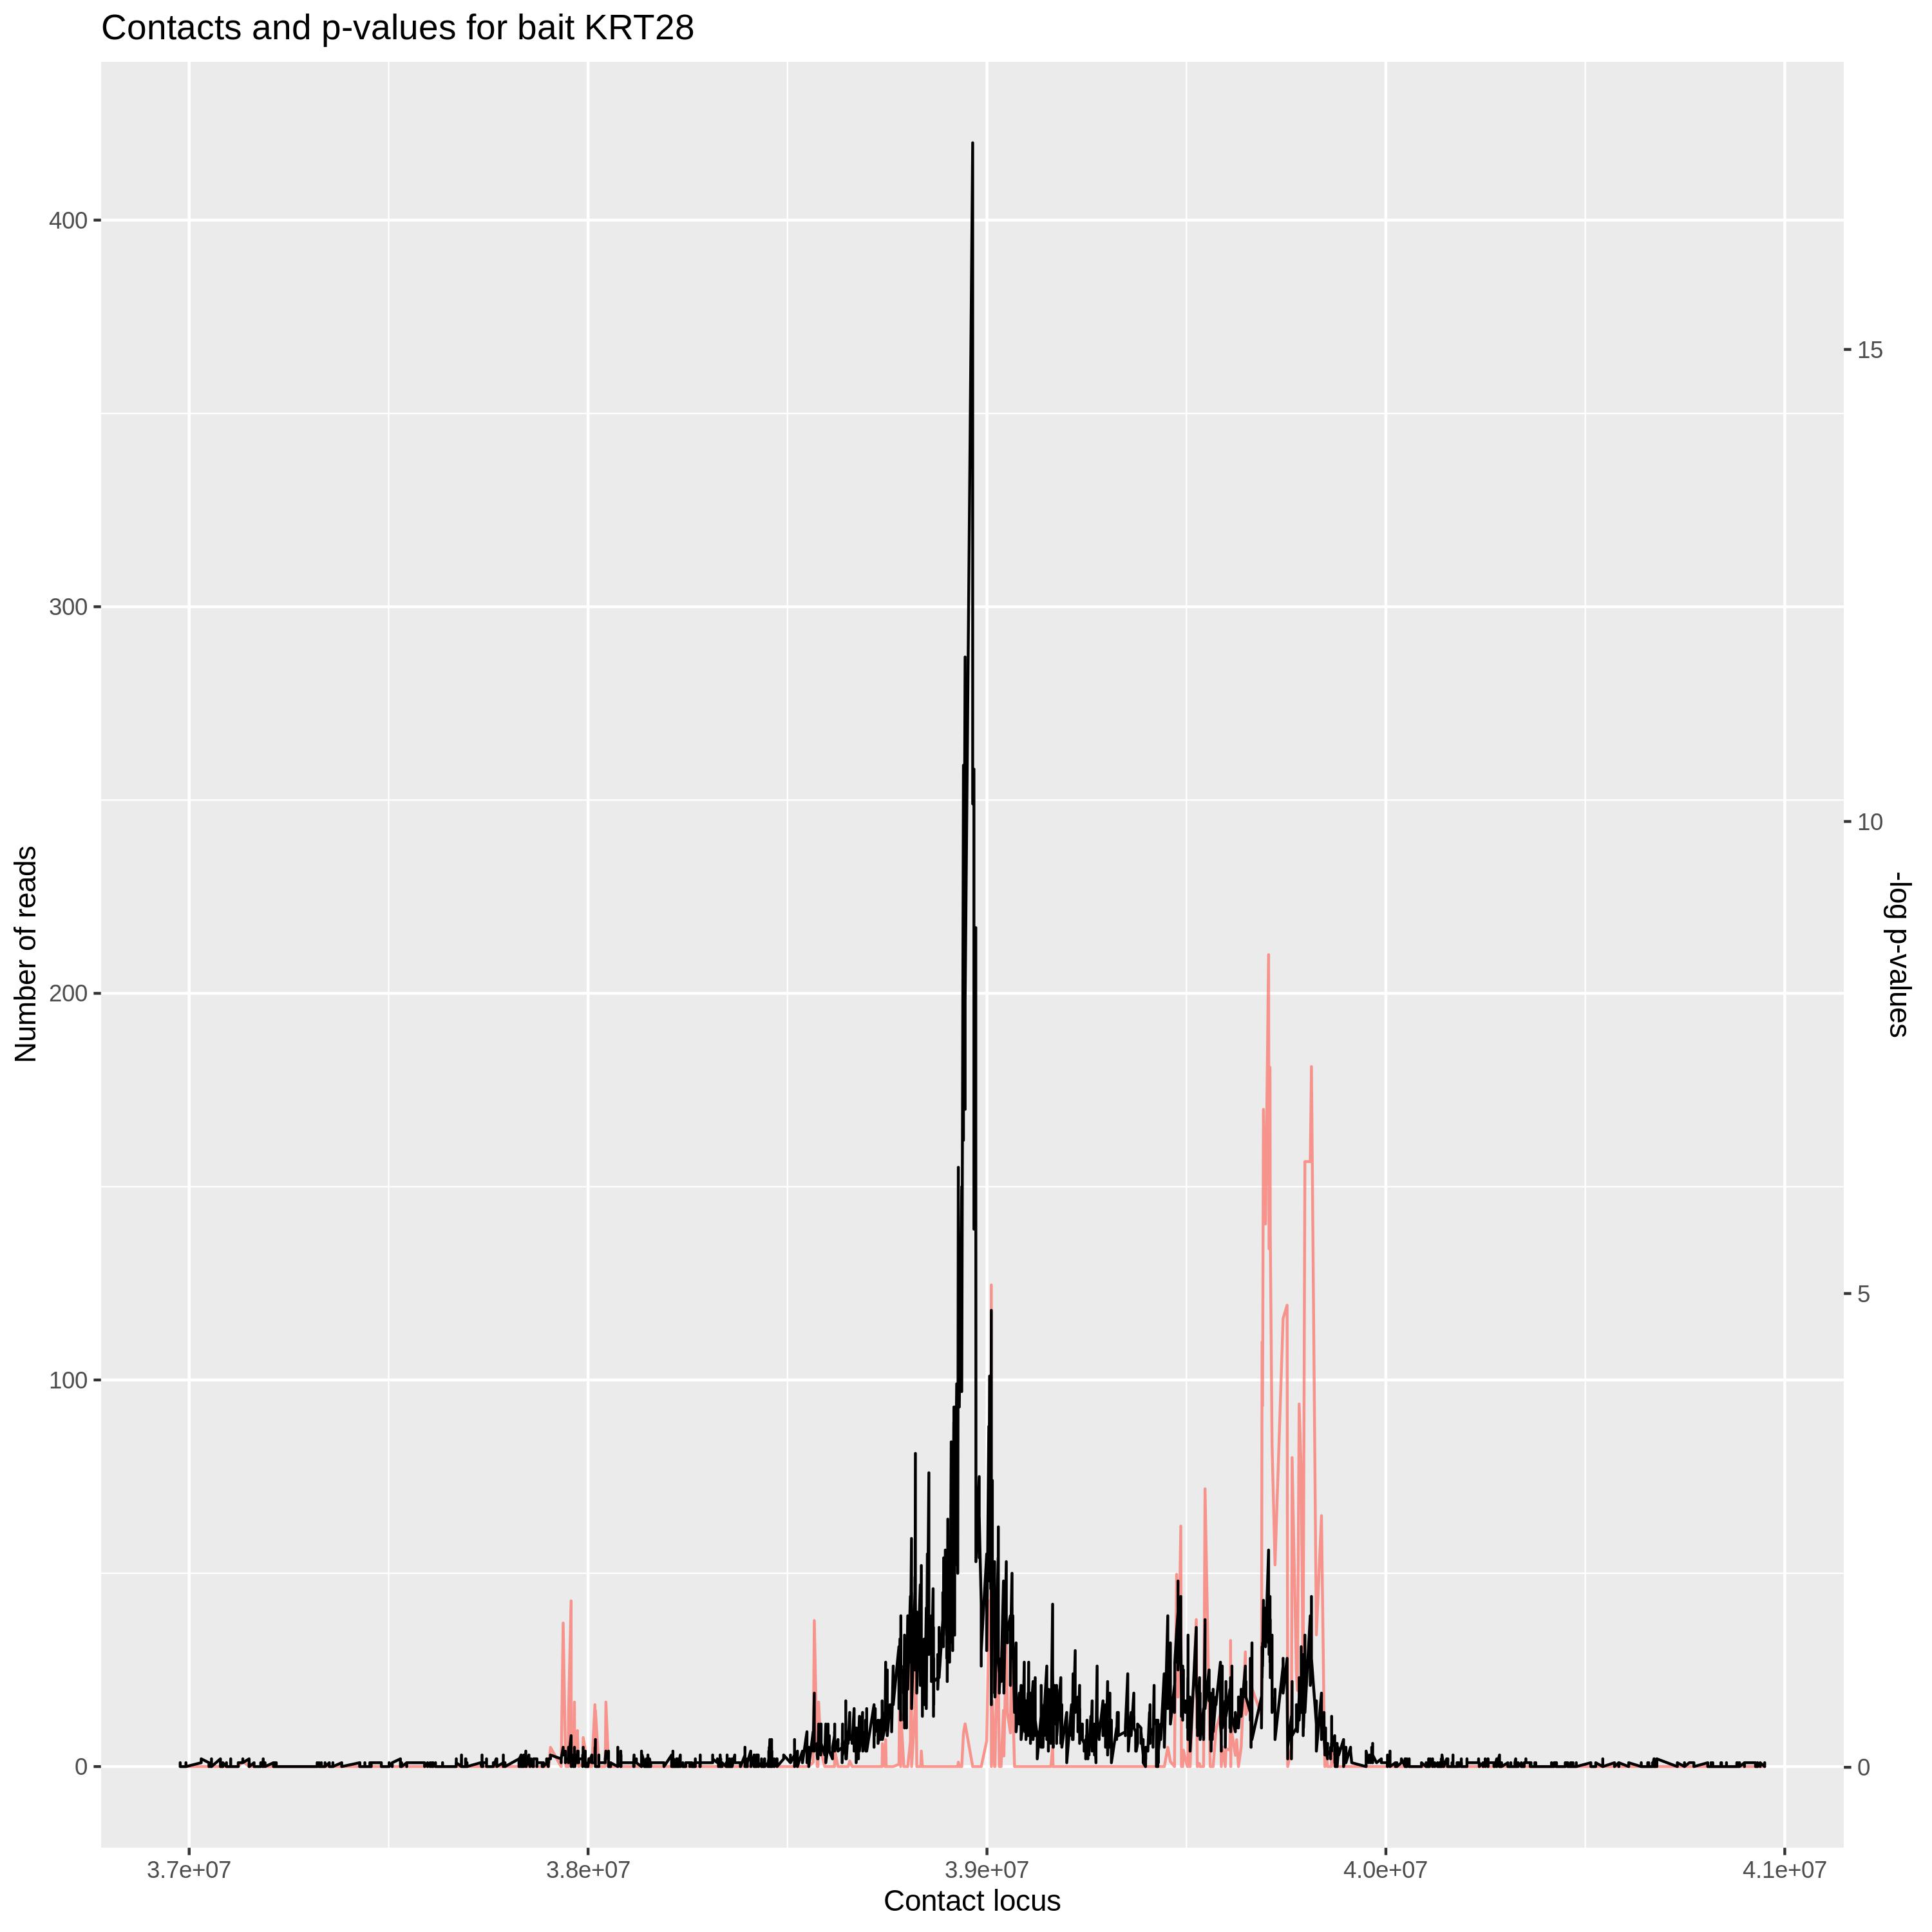 Contacts and p-values for bait KRT28
400
300
200
100
0
Number of reads
15
10
5
0
-log p-values
3.7e+07
3.8e+07
3.9e+07
4.0e+07
4.1e+07
Contact locus